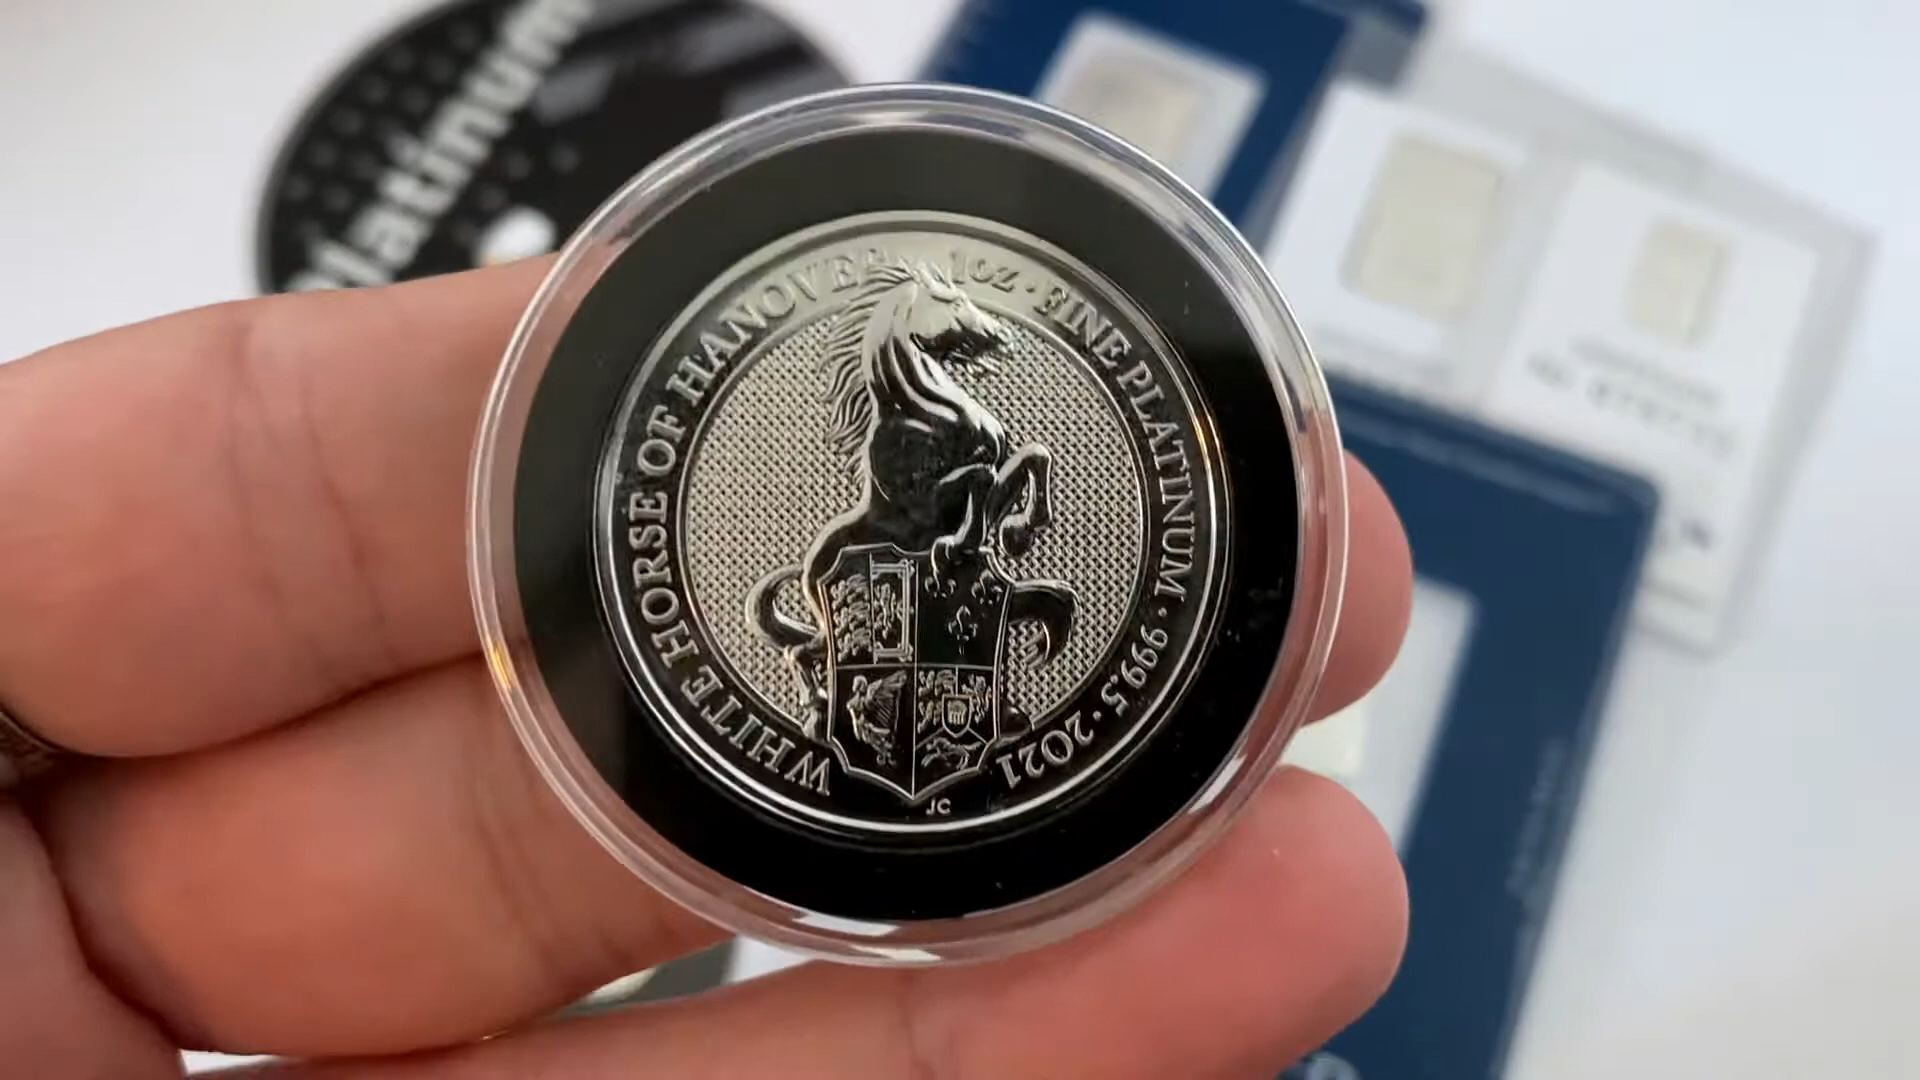 Platinum
WHITE HORSE OF HANOVER 1OZ · FINE PLATINUM · 999.5 · 2021
JC